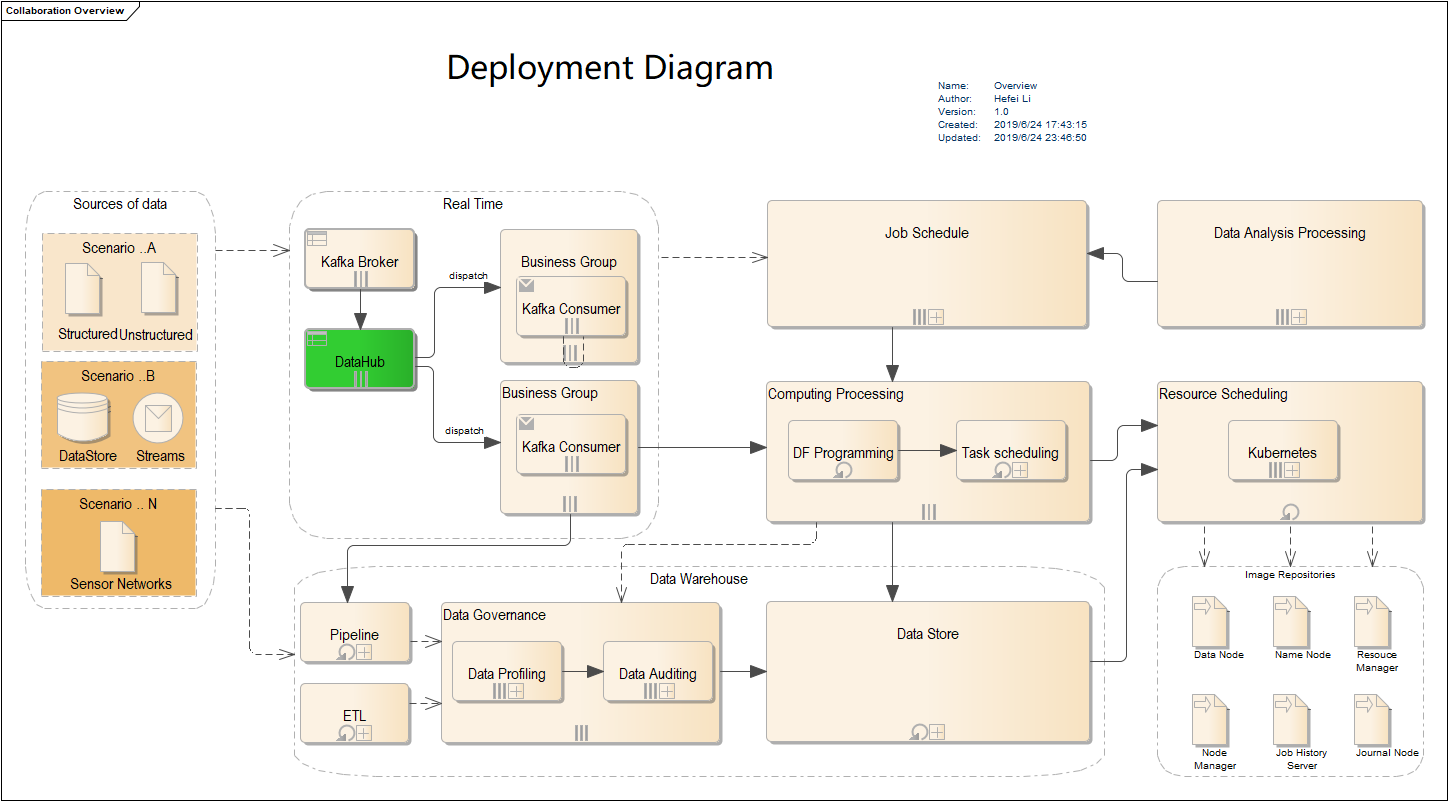 Collaboration Overview
Deployment Diagram
Name: Overview
Author: Hefei Li
Version: 1.0
Created: 2019/6/24 17:43:15
Updated: 2019/6/24 23:46:50
Sources of data
Scenario ..A
Structured
Unstructured
Scenario ..B
DataStore
Streams
Scenario .. N
Sensor Networks
Real Time
Kafka Broker
DataHub
dispatch
dispatch
Business Group
Kafka Consumer
Business Group
Kafka Consumer
Job Schedule
Data Analysis Processing
Computing Processing
DF Programming
Task scheduling
Resource Scheduling
Kubernetes
Data Warehouse
Pipeline
ETL
Data Governance
Data Profiling
Data Auditing
Data Store
Image Repositories
Data Node
Name Node
Resouce
Manager
Node
Manager
Job History
Server
Journal Node